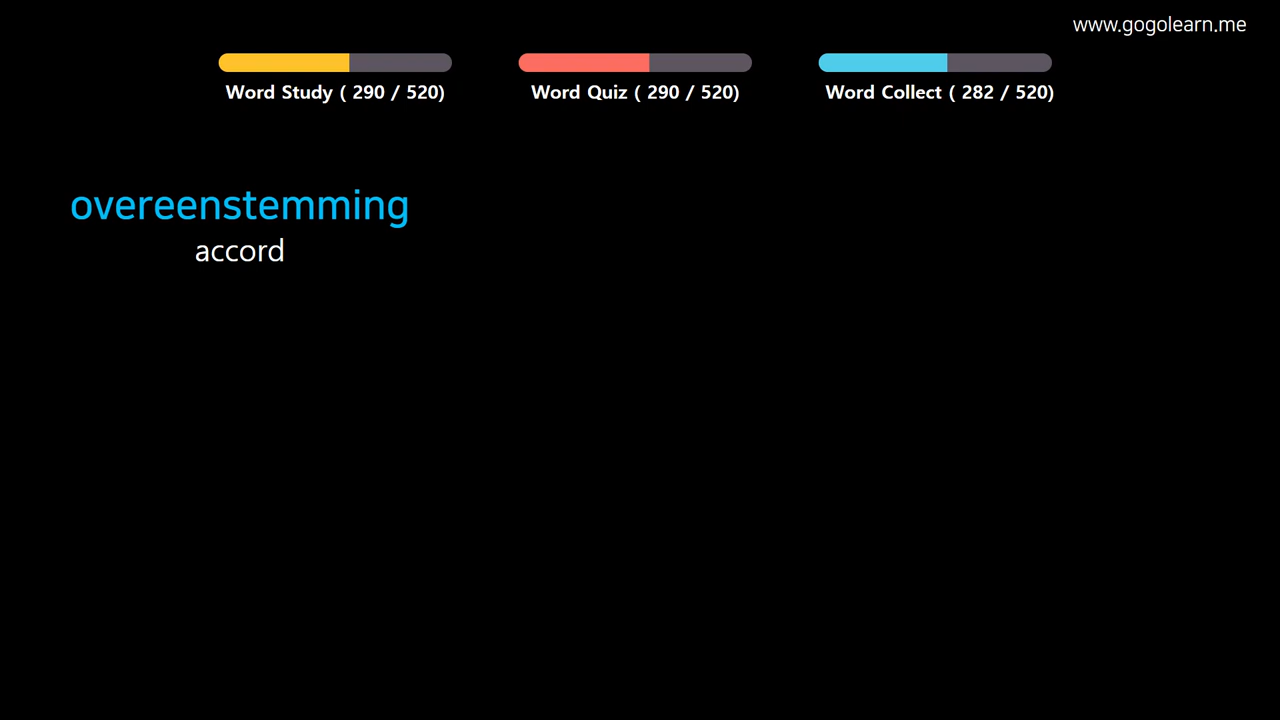 www.gogolearn.me
Word Study ( 290 / 520)
Word Quiz ( 290 / 520)
Word Collect ( 282 / 520)
overeenstemming
accord